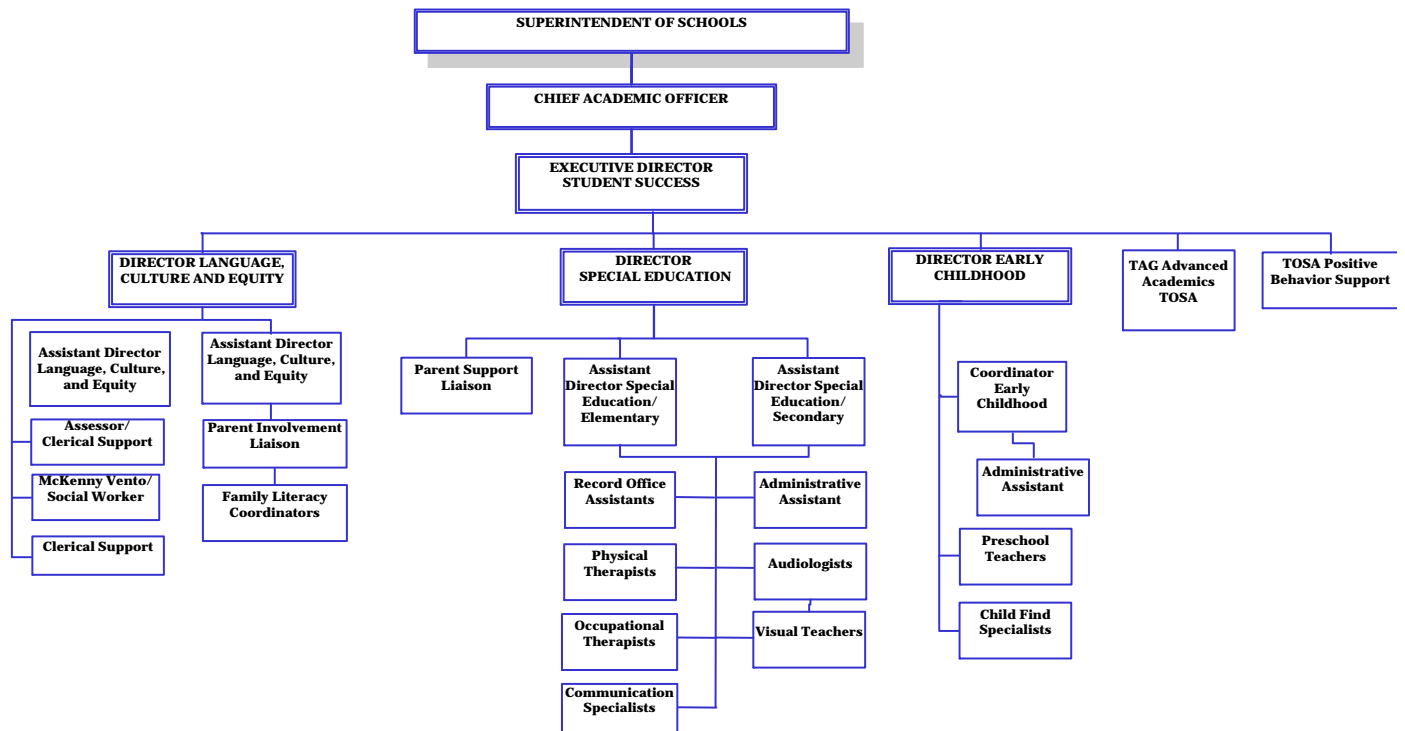 SUPERINTENDENT OF SCHOOLS
CHIEF ACADEMIC OFFICER
EXECUTIVE DIRECTOR
STUDENT SUCCESS
DIRECTOR LANGUAGE,
CULTURE AND EQUITY
DIRECTOR
SPECIAL EDUCATION
DIRECTOR EARLY
CHILDHOOD
TAG Advanced
Academics
TOSA
TOSA Positive
Behavior Support
Assistant Director
Language, Culture,
and Equity
Assistant Director
Language, Culture,
and Equity
Assessor/
Clerical Support
Parent Involvement
Liaison
McKenny Vento/
Social Worker
Family Literacy
Coordinators
Clerical Support
Parent Support
Liaison
Assistant
Director Special
Education/
Elementary
Assistant
Director Special
Education/
Secondary
Record Office
Assistants
Administrative
Assistant
Physical
Therapists
Audiologists
Occupational
Therapists
Visual Teachers
Communication
Specialists
Coordinator
Early
Childhood
Administrative
Assistant
Preschool
Teachers
Child Find
Specialists